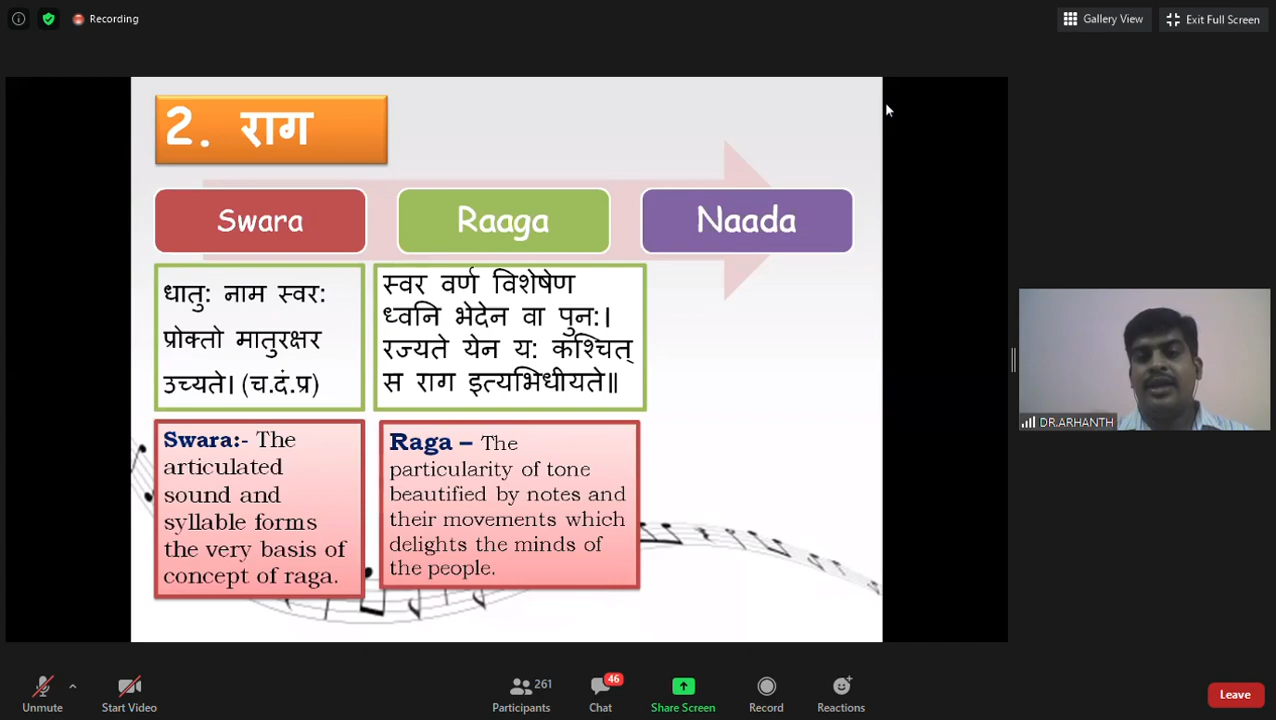 Recording
Gallery View
Exit Full Screen
2. राग
Swara
Raaga
Naada
धातु: नाम स्वर:
प्रोक्तो मातुरक्षर
उच्यते। (च.दं.प्र)
स्वर वर्ण विशेषेण
ध्वनि भेदेन वा पुन:।
रज्यते येन य: कश्चित्
स राग इत्यभिधीयते॥
Swara:- The
articulated
sound and
syllable forms
the very basis of
concept of raga.
Raga – The
particularity of tone
beautified by notes and
their movements which
delights the minds of
the people.
DR.ARHANTH
Unmute
Start Video
261
Participants
46
Chat
Share Screen
Record
Reactions
Leave